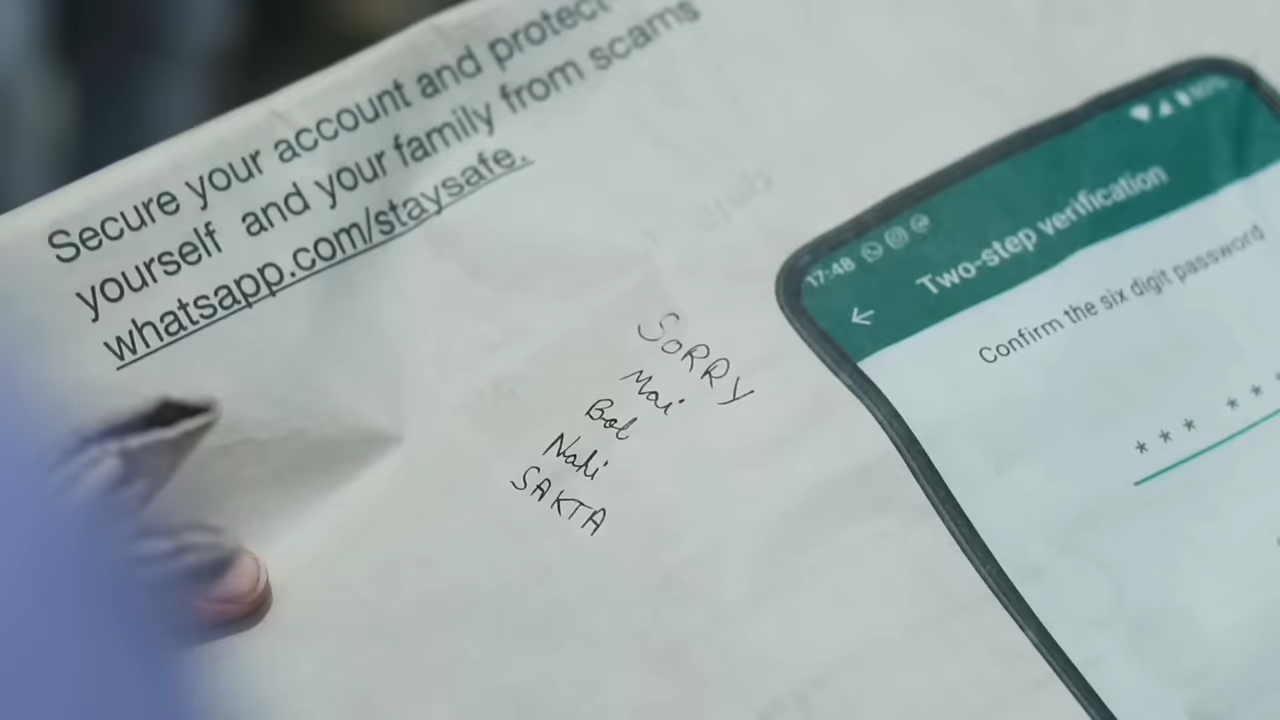 Secure your account and protect
yourself and your family from scams
whatsapp.com/staysafe.
SORRY
Mai
Bol
Nahi
SAKTA
17:48
Two-step verification
Confirm the six digit password
*** **